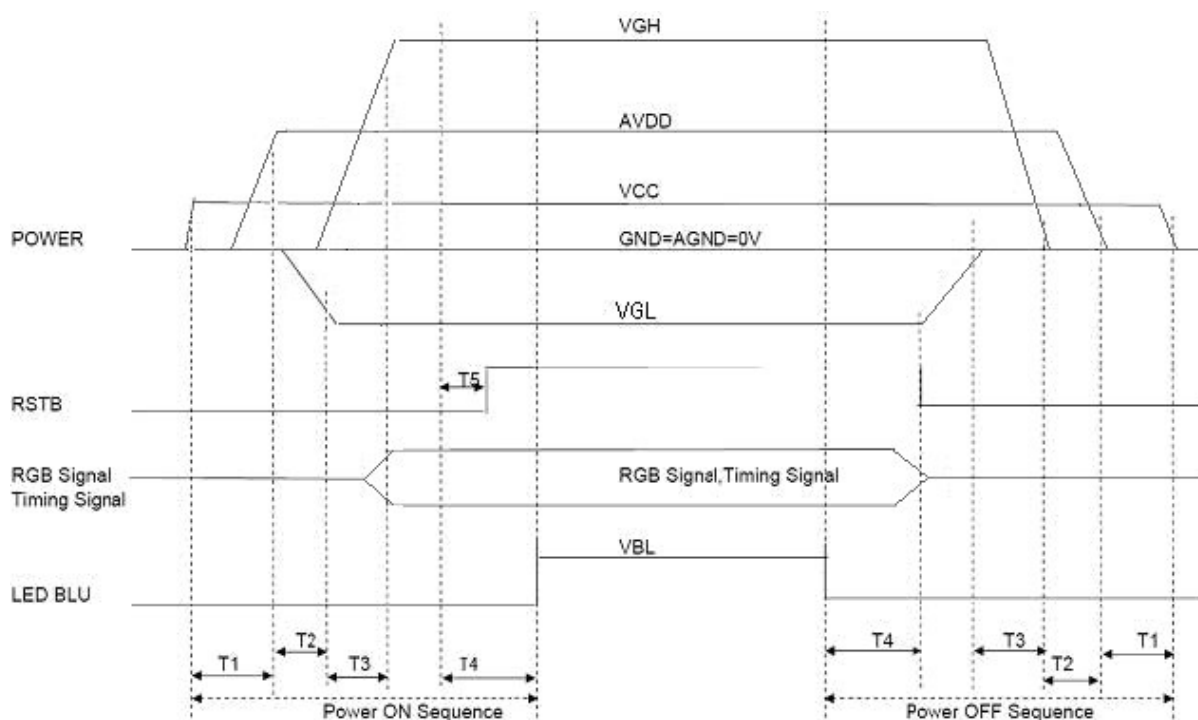 VGH
AVDD
VCC
POWER
GND=AGND=0V
VGL
T5
RSTB
RGB Signal
Timing Signal
RGB Signal,Timing Signal
VBL
LED BLU
T1
T2
T3
T4
T4
T3
T2
T1
Power ON Sequence
Power OFF Sequence